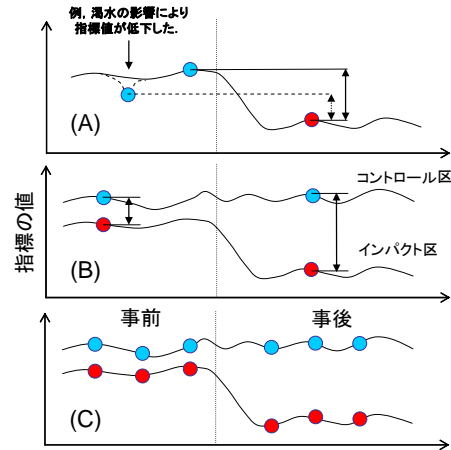 例，渇水の影響により
指標値が低下した．
(A)
コントロール区
(B)
インパクト区
指標の値
事前
事後
(C)